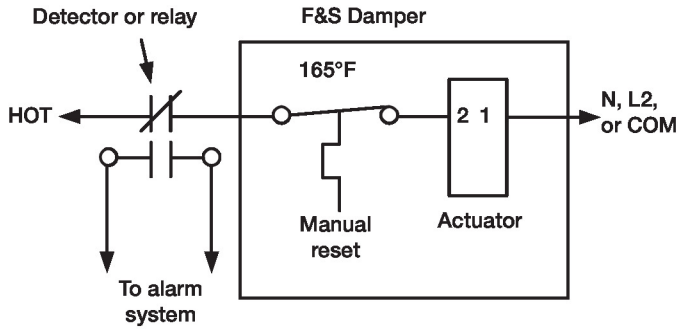 Detector or relay
F&S Damper
165°F
HOT
2 1
N, L2,
or COM
Manual
reset
Actuator
To alarm
system